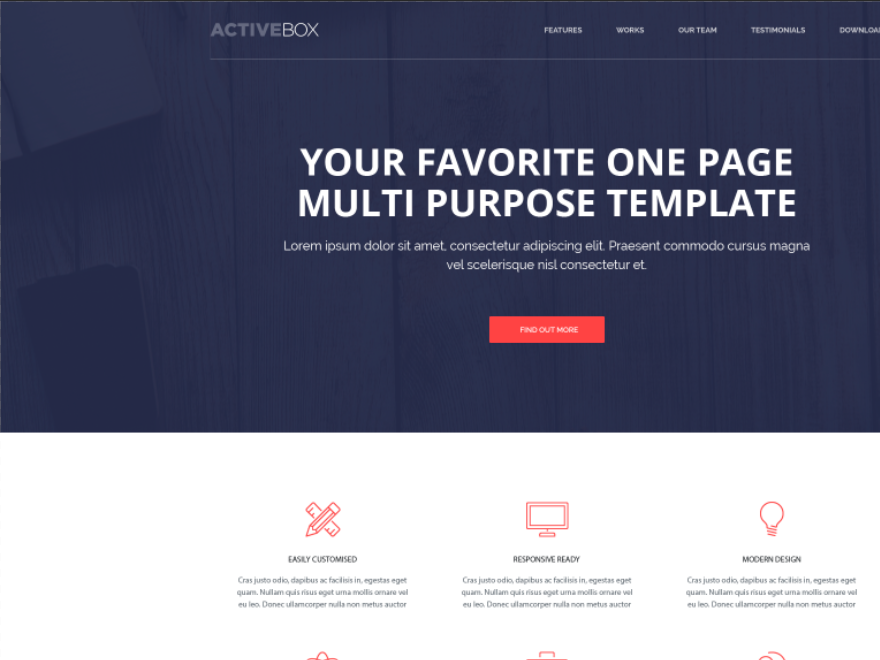 ACTIVEBOX
FEATURES WORKS OUR TEAM TESTIMONIALS
YOUR FAVORITE ONE PAGE
MULTI PURPOSE TEMPLATE
Lorem ipsum dolor sit amet, consectetur adipiscing elit. Praesent commodo cursus magna
vel scelerisque nisl consectetur et.
FIND OUT MORE
EASILY CUSTOMISED
Cras justo odio, dapibus ac facilisis in, egestas eget
quam. Nullam quis risus eget urna mollis ornare vel
eu leo. Donec ullamcorper nulla non metus auctor
RESPONSIVE READY
Cras justo odio, dapibus ac facilisis in, egestas eget
quam. Nullam quis risus eget urna mollis ornare vel
eu leo. Donec ullamcorper nulla non metus auctor
MODERN DESIGN
Cras justo odio, dapibus ac facilisis in, egestas eget
quam. Nullam quis risus eget urna mollis ornare vel
eu leo. Donec ullamcorper nulla non metus auctor